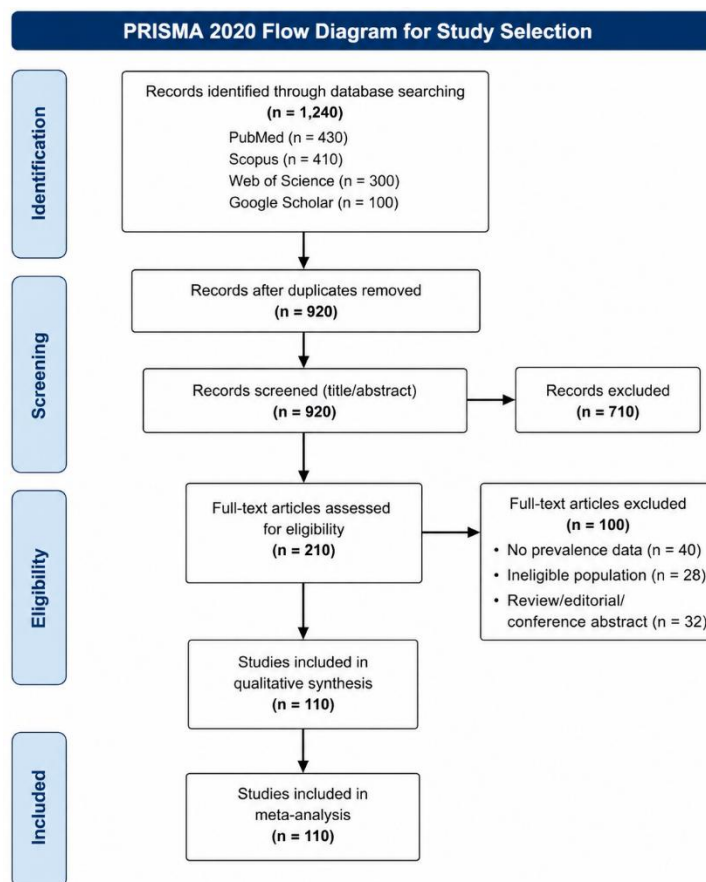 PRISMA 2020 Flow Diagram for Study Selection
Identification
Records identified through database searching
(n = 1,240)
PubMed (n = 430)
Scopus (n = 410)
Web of Science (n = 300)
Google Scholar (n = 100)
Screening
Records after duplicates removed
(n = 920)
Records screened (title/abstract)
(n = 920)
Records excluded
(n = 710)
Eligibility
Full-text articles assessed
for eligibility
(n = 210)
Full-text articles excluded
(n = 100)
• No prevalence data (n = 40)
• Ineligible population (n = 28)
• Review/editorial/
conference abstract (n = 32)
Studies included in
qualitative synthesis
(n = 110)
Included
Studies included in
meta-analysis
(n = 110)